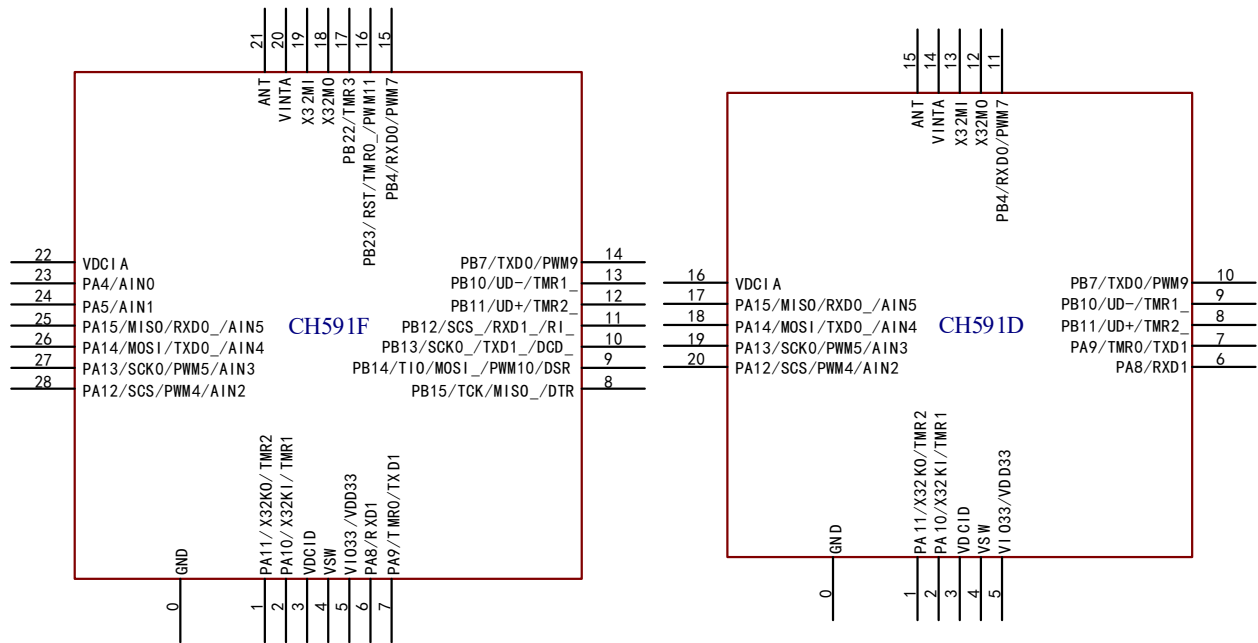 21
20
19
18
17
16
15
ANT
VINTA
X32MI
X32MO
PB22/TMR3
PB23/RST/TMR0_/PWM11
PB4/RXD0/PWM7
22
23
24
25
26
27
28
VDCIA
PA4/AIN0
PA5/AIN1
PA15/MISO/RXD0_/AIN5
PA14/MOSI/TXD0_/AIN4
PA13/SCK0/PWM5/AIN3
PA12/SCS/PWM4/AIN2
CH591F
PB7/TXD0/PWM9
PB10/UD-/TMR1_
PB11/UD+/TMR2_
PB12/SCS_/RXD1_/RI_
PB13/SCK0_/TXD1_/DCD_
PB14/TIO/MOSI_/PWM10/DSR
PB15/TCK/MISO_/DTR
14
13
12
11
10
9
8
GND
PA11/X32KO/TMR2
PA10/X32KI/TMR1
VDCID
VSW
VIO33/VDD33
PA8/RXD1
PA9/TMR0/TXD1
0
1
2
3
4
5
6
7
15
14
13
12
11
ANT
VINTA
X32MI
X32MO
PB4/RXD0/PWM7
16
17
18
19
20
VDCIA
PA15/MISO/RXD0_/AIN5
PA14/MOSI/TXD0_/AIN4
PA13/SCK0/PWM5/AIN3
PA12/SCS/PWM4/AIN2
CH591D
PB7/TXD0/PWM9
PB10/UD-/TMR1_
PB11/UD+/TMR2_
PA9/TMR0/TXD1
PA8/RXD1
10
9
8
7
6
GND
PA11/X32KO/TMR2
PA10/X32KI/TMR1
VDCID
VSW
VIO33/VDD33
0
1
2
3
4
5